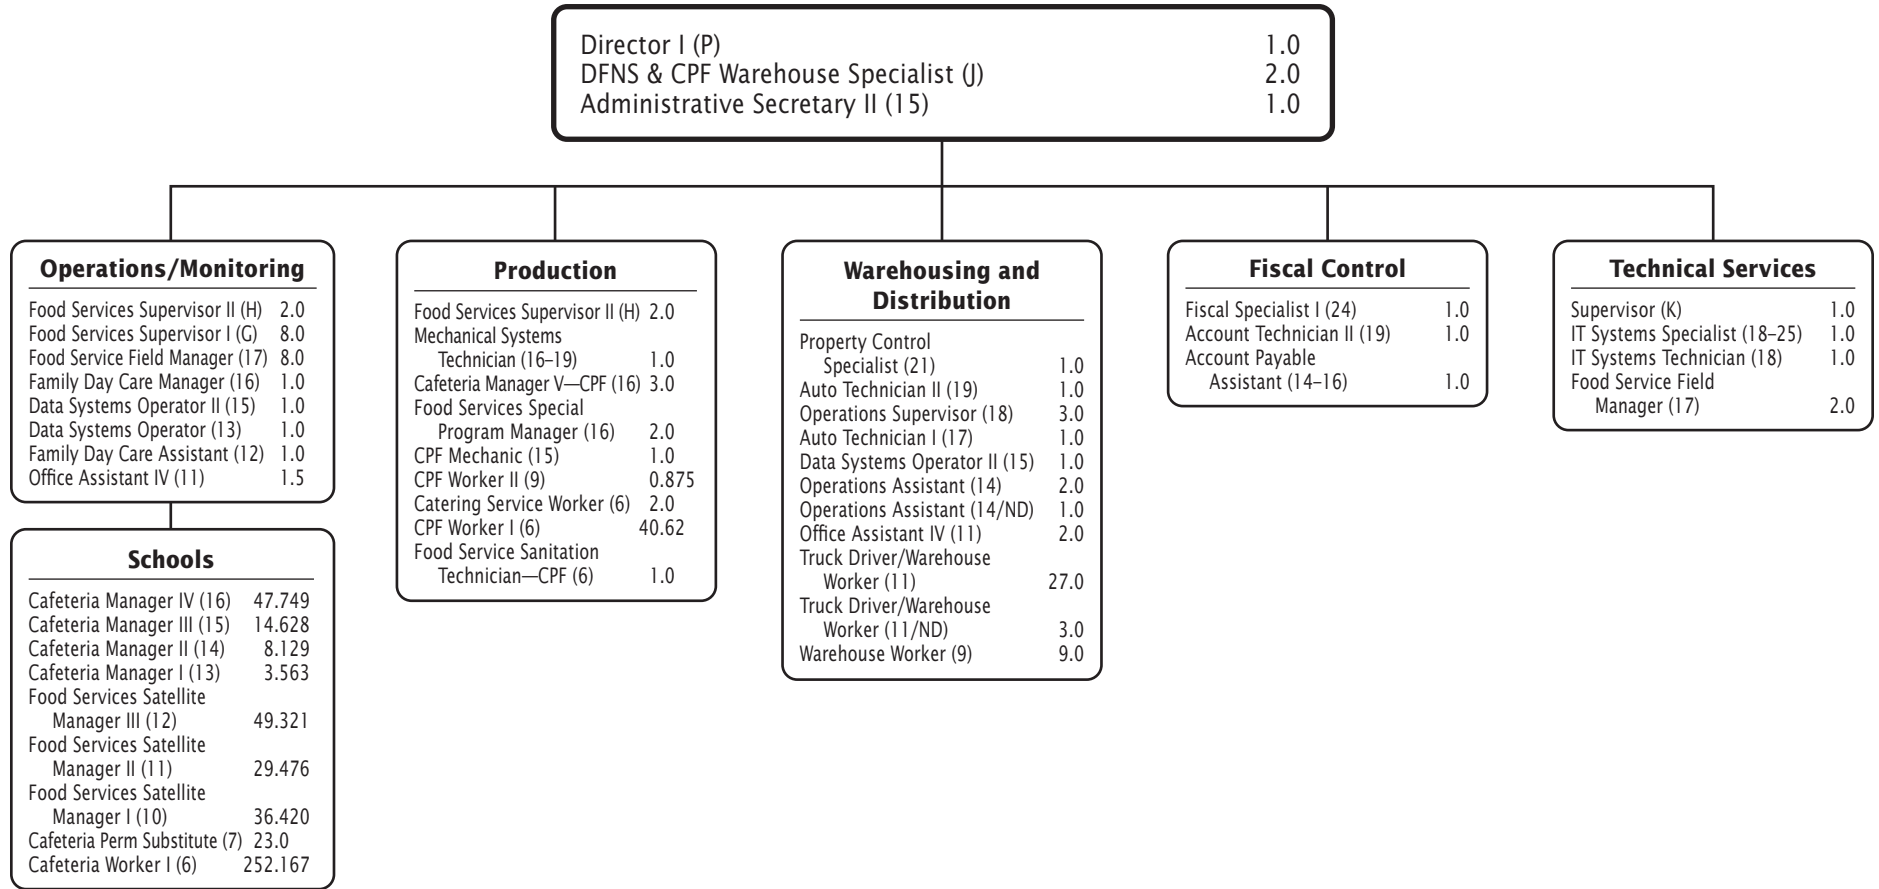 Director I (P) 1.0
DFNS & CPF Warehouse Specialist (J) 2.0
Administrative Secretary II (15) 1.0
Operations/Monitoring
Food Services Supervisor II (H) 2.0
Food Services Supervisor I (G) 8.0
Food Service Field Manager (17) 8.0
Family Day Care Manager (16) 1.0
Data Systems Operator II (15) 1.0
Data Systems Operator (13) 1.0
Family Day Care Assistant (12) 1.0
Office Assistant IV (11) 1.5
Schools
Cafeteria Manager IV (16) 47.749
Cafeteria Manager III (15) 14.628
Cafeteria Manager II (14) 8.129
Cafeteria Manager I (13) 3.563
Food Services Satellite
Manager III (12) 49.321
Food Services Satellite
Manager II (11) 29.476
Food Services Satellite
Manager I (10) 36.420
Cafeteria Perm Substitute (7) 23.0
Cafeteria Worker I (6) 252.167
Production
Food Services Supervisor II (H) 2.0
Mechanical Systems
Technician (16–19) 1.0
Cafeteria Manager V—CPF (16) 3.0
Food Services Special
Program Manager (16) 2.0
CPF Mechanic (15) 1.0
CPF Worker II (9) 0.875
Catering Service Worker (6) 2.0
CPF Worker I (6) 40.62
Food Service Sanitation
Technician—CPF (6) 1.0
Warehousing and
Distribution
Property Control
Specialist (21) 1.0
Auto Technician II (19) 1.0
Operations Supervisor (18) 3.0
Auto Technician I (17) 1.0
Data Systems Operator II (15) 1.0
Operations Assistant (14) 2.0
Operations Assistant (14/ND) 1.0
Office Assistant IV (11) 2.0
Truck Driver/Warehouse
Worker (11) 27.0
Truck Driver/Warehouse
Worker (11/ND) 3.0
Warehouse Worker (9) 9.0
Fiscal Control
Fiscal Specialist I (24) 1.0
Account Technician II (19) 1.0
Account Payable
Assistant (14–16) 1.0
Technical Services
Supervisor (K) 1.0
IT Systems Specialist (18–25) 1.0
IT Systems Technician (18) 1.0
Food Service Field
Manager (17) 2.0